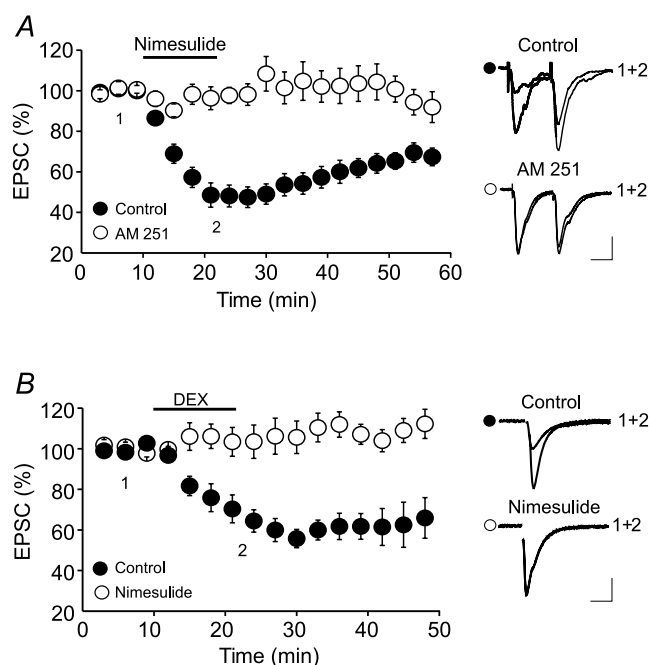 A
Nimesulide
120
100
80
60
40
20
EPSC (%)
1
2
Control
AM 251
0 10 20 30 40 50 60
Time (min)
Control
1+2
AM 251
1+2
B
DEX
120
100
80
60
40
20
EPSC (%)
1
2
Control
Nimesulide
0 10 20 30 40 50
Time (min)
Control
1+2
Nimesulide
1+2